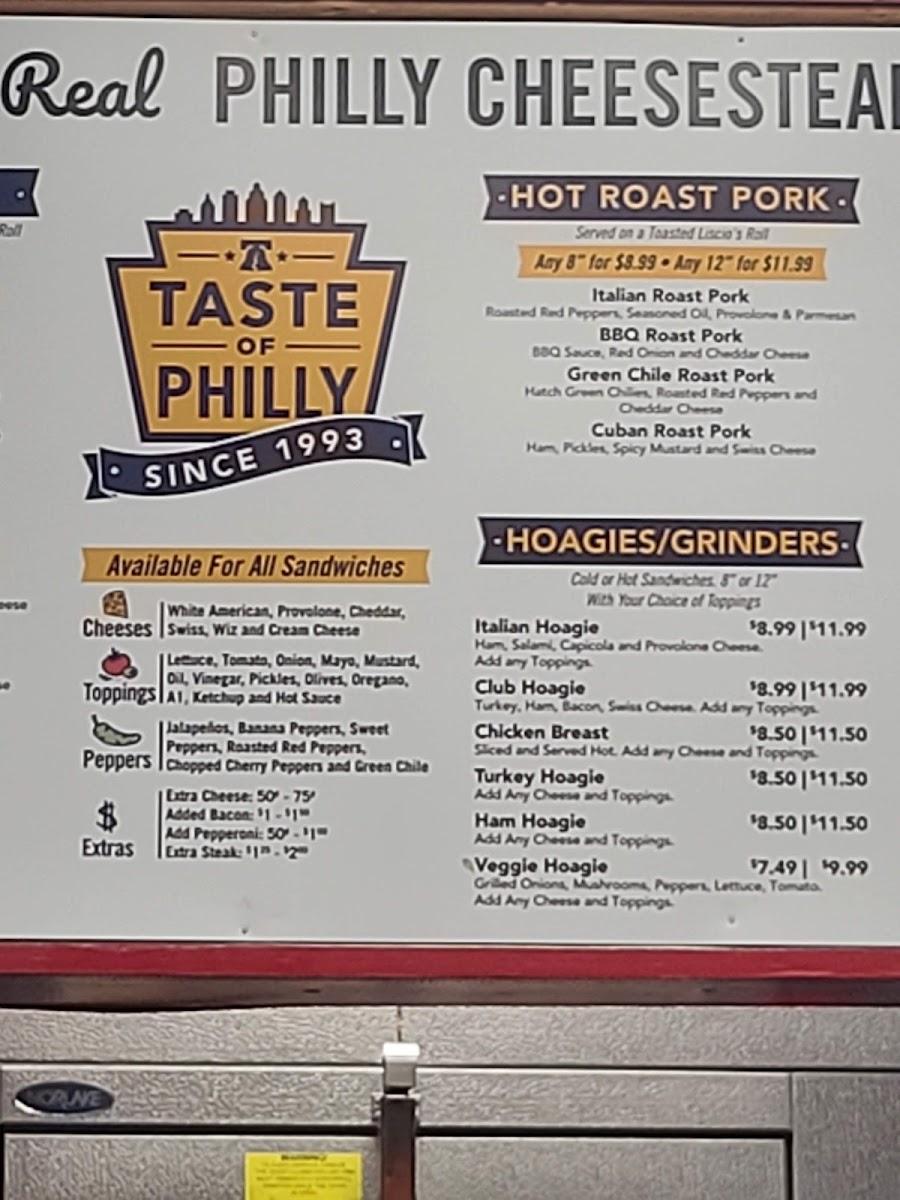 Real PHILLY CHEESESTEA
Roll
TASTE
OF
PHILLY
SINCE 1993
Available For All Sandwiches
Cheeses
White American, Provolone, Cheddar,
Swiss, Wiz and Cream Cheese
Toppings
Lettuce, Tomato, Onion, Mayo, Mustard,
Oil, Vinegar, Pickles, Olives, Oregano,
A1, Ketchup and Hot Sauce
Peppers
Jalapeños, Banana Peppers, Sweet
Peppers, Roasted Red Peppers,
Chopped Cherry Peppers and Green Chile
$
Extras
Extra Cheese: 50¢ - 75¢
Added Bacon: $1 - $1⁵⁰
Add Pepperoni: 50¢ - $1⁰⁰
Extra Steak: $1²⁵ - $2⁰⁰
·HOT ROAST PORK·
Served on a Toasted Liscio's Roll
Any 8" for $8.99 • Any 12" for $11.99
Italian Roast Pork
Roasted Red Peppers, Seasoned Oil, Provolone & Parmesan
BBQ Roast Pork
BBQ Sauce, Red Onion and Cheddar Cheese
Green Chile Roast Pork
Hatch Green Chilies, Roasted Red Peppers and
Cheddar Cheese
Cuban Roast Pork
Ham, Pickles, Spicy Mustard and Swiss Cheese
·HOAGIES/GRINDERS·
Cold or Hot Sandwiches. 8" or 12"
With Your Choice of Toppings
Italian Hoagie $8.99 | $11.99
Ham, Salami, Capicola and Provolone Cheese.
Add any Toppings.
Club Hoagie $8.99 | $11.99
Turkey, Ham, Bacon, Swiss Cheese. Add any Toppings.
Chicken Breast $8.50 | $11.50
Sliced and Served Hot. Add any Cheese and Toppings.
Turkey Hoagie $8.50 | $11.50
Add Any Cheese and Toppings.
Ham Hoagie $8.50 | $11.50
Add Any Cheese and Toppings.
Veggie Hoagie $7.49 | $9.99
Grilled Onions, Mushrooms, Peppers, Lettuce, Tomato.
Add Any Cheese and Toppings.
NORLAKE